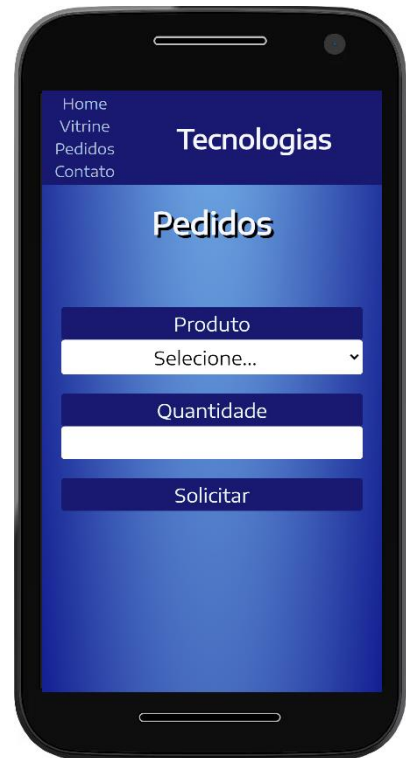 Home
Vitrine
Pedidos
Contato
Tecnologias
Pedidos
Produto
Selecione...
Quantidade
Solicitar